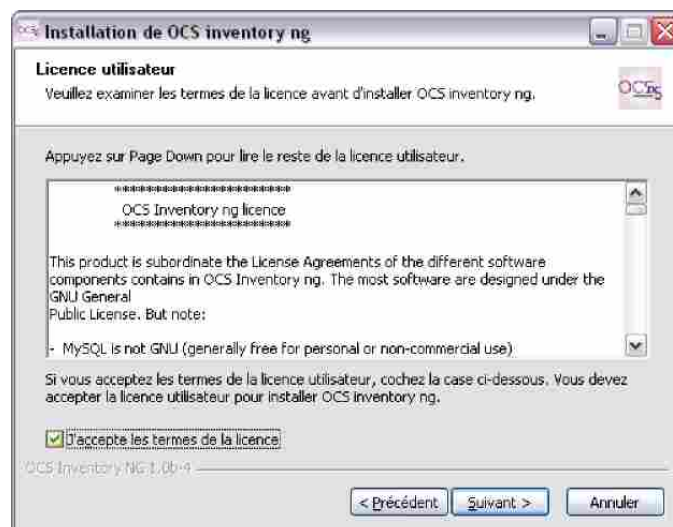 OCS Installation de OCS inventory ng
Licence utilisateur
Veuillez examiner les termes de la licence avant d'installer OCS inventory ng.
OCSng
Appuyez sur Page Down pour lire le reste de la licence utilisateur.
**********************
OCS Inventory ng licence
**********************
This product is subordinate the License Agreements of the different software
components contains in OCS Inventory ng. The most software are designed under the
GNU General
Public License. But note:
- MySQL is not GNU (generally free for personal or non-commercial use)
Si vous acceptez les termes de la licence utilisateur, cochez la case ci-dessous. Vous devez
accepter la licence utilisateur pour installer OCS inventory ng.
J'accepte les termes de la licence
OCS Inventory NG 1.0b-4
< Précédent
Suivant >
Annuler